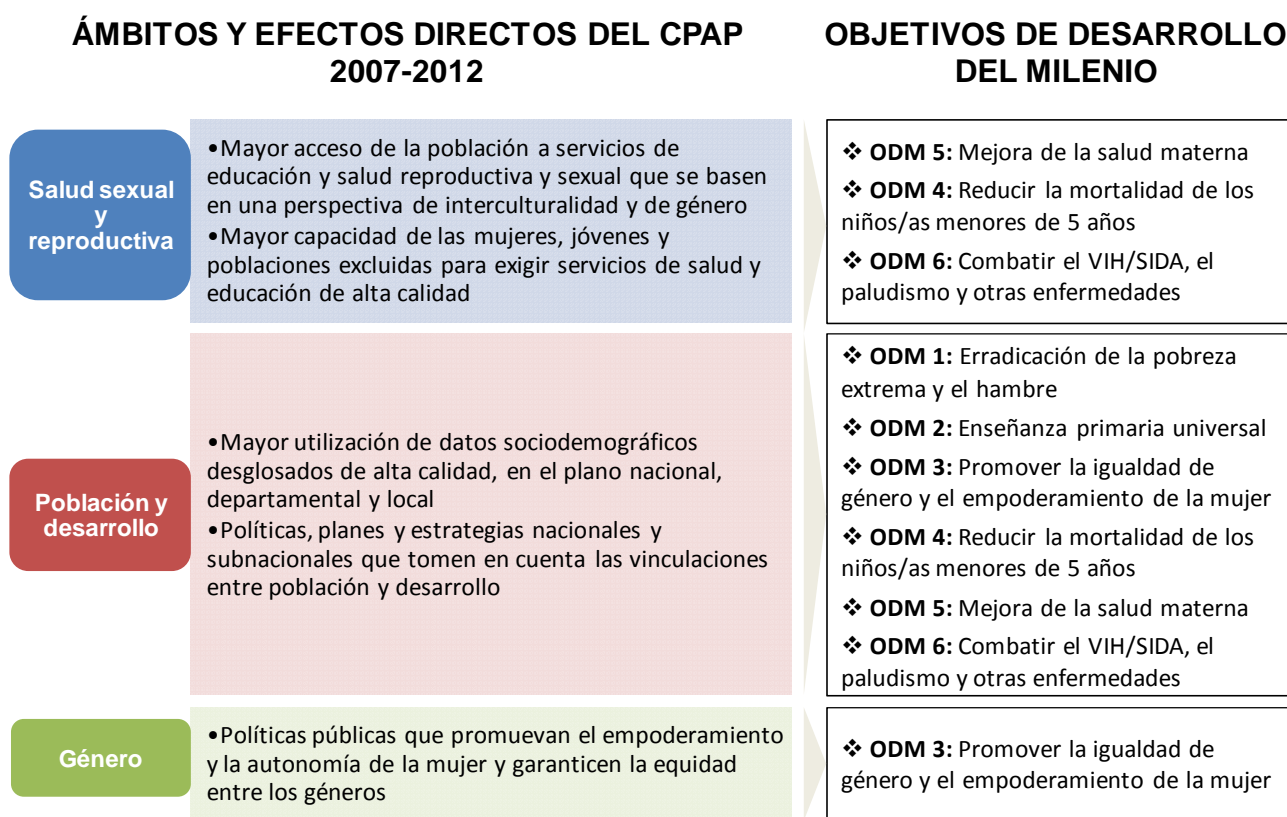 ÁMBITOS Y EFECTOS DIRECTOS DEL CPAP
2007-2012
OBJETIVOS DE DESARROLLO
DEL MILENIO
Salud sexual
y
reproductiva
•Mayor acceso de la población a servicios de
educación y salud reproductiva y sexual que se basen
en una perspectiva de interculturalidad y de género
•Mayor capacidad de las mujeres, jóvenes y
poblaciones excluidas para exigir servicios de salud y
educación de alta calidad
❖ ODM 5: Mejora de la salud materna
❖ ODM 4: Reducir la mortalidad de los
niños/as menores de 5 años
❖ ODM 6: Combatir el VIH/SIDA, el
paludismo y otras enfermedades
Población y
desarrollo
•Mayor utilización de datos sociodemográficos
desglosados de alta calidad, en el plano nacional,
departamental y local
•Políticas, planes y estrategias nacionales y
subnacionales que tomen en cuenta las vinculaciones
entre población y desarrollo
❖ ODM 1: Erradicación de la pobreza
extrema y el hambre
❖ ODM 2: Enseñanza primaria universal
❖ ODM 3: Promover la igualdad de
género y el empoderamiento de la mujer
❖ ODM 4: Reducir la mortalidad de los
niños/as menores de 5 años
❖ ODM 5: Mejora de la salud materna
❖ ODM 6: Combatir el VIH/SIDA, el
paludismo y otras enfermedades
Género
•Políticas públicas que promuevan el empoderamiento
y la autonomía de la mujer y garanticen la equidad
entre los géneros
❖ ODM 3: Promover la igualdad de
género y el empoderamiento de la mujer